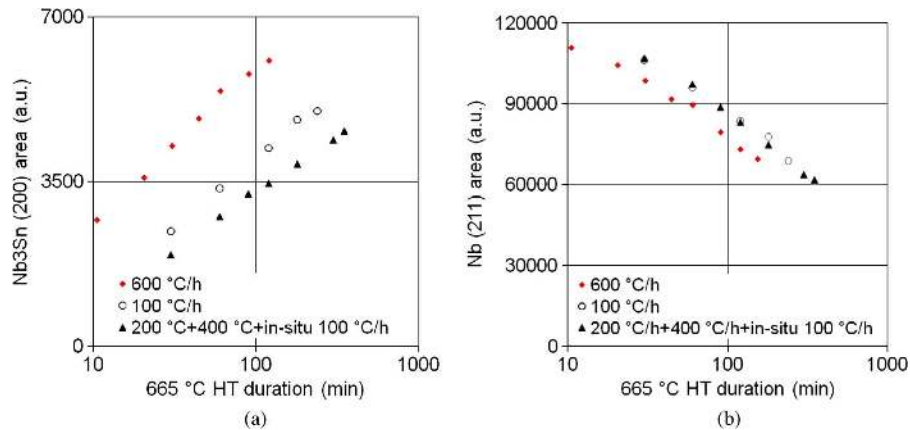 7000
3500
0
Nb3Sn (200) area (a.u.)
600 °C/h
100 °C/h
200 °C+400 °C+in-situ 100 °C/h
10
100
1000
665 °C HT duration (min)
(a)
120000
90000
60000
30000
0
Nb (211) area (a.u.)
600 °C/h
100 °C/h
200 °C/h+400 °C/h+in-situ 100 °C/h
10
100
1000
665 °C HT duration (min)
(b)